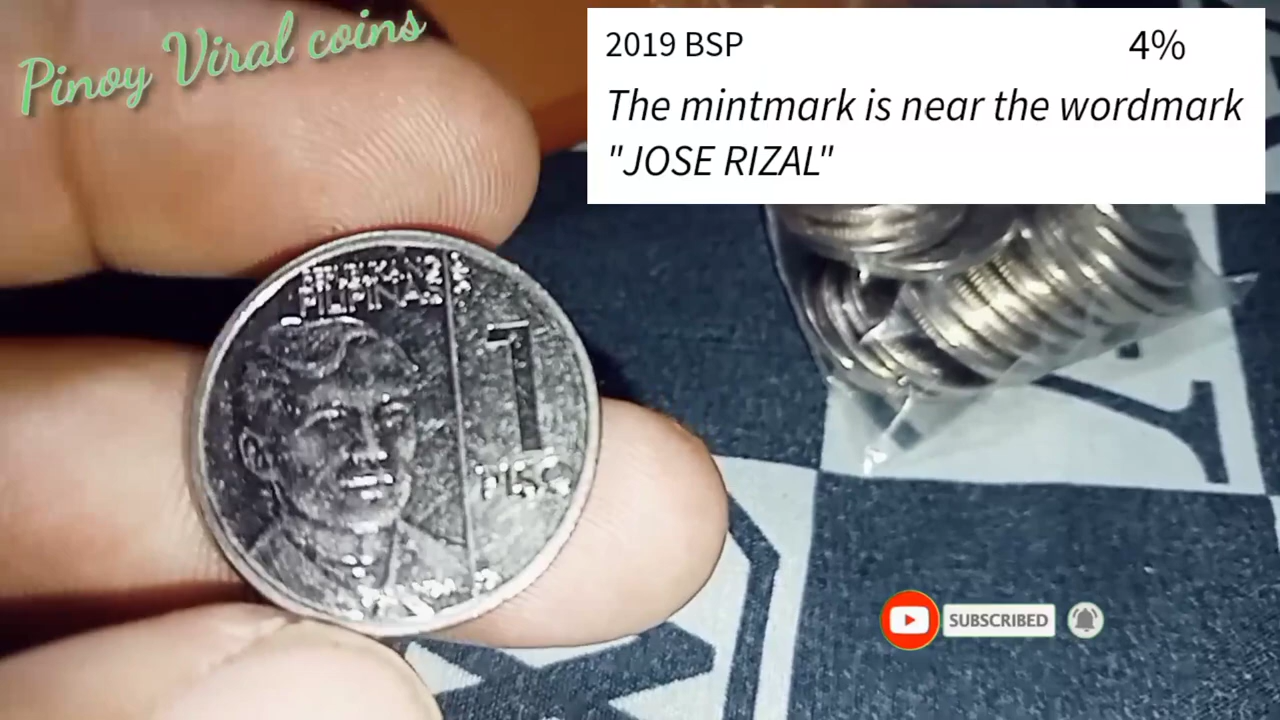 Pinoy Viral coins
2019 BSP 4%
The mintmark is near the wordmark
"JOSE RIZAL"
PILIPINAS
1
PISO
SUBSCRIBED